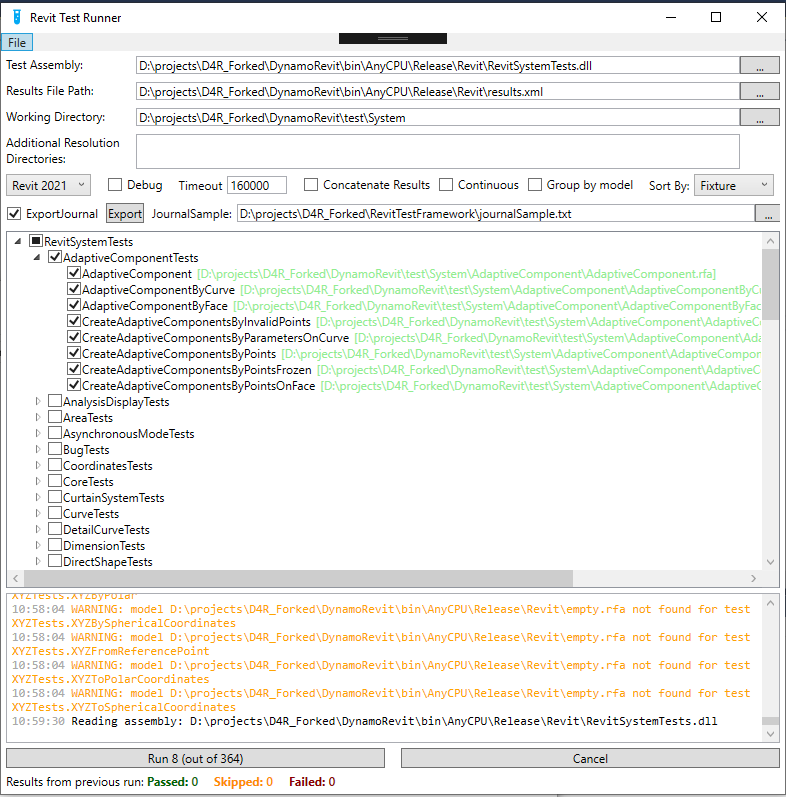 Revit Test Runner
File
Test Assembly: D:\projects\D4R_Forked\DynamoRevit\bin\AnyCPU\Release\Revit\RevitSystemTests.dll ...
Results File Path: D:\projects\D4R_Forked\DynamoRevit\bin\AnyCPU\Release\Revit\results.xml ...
Working Directory: D:\projects\D4R_Forked\DynamoRevit\test\System ...
Additional Resolution
Directories:
Revit 2021 Debug Timeout 160000 Concatenate Results Continuous Group by model Sort By: Fixture
ExportJournal Export JournalSample: D:\projects\D4R_Forked\RevitTestFramework\journalSample.txt ...
RevitSystemTests
AdaptiveComponentTests
AdaptiveComponent [D:\projects\D4R_Forked\DynamoRevit\test\System\AdaptiveComponent\AdaptiveComponent.rfa]
AdaptiveComponentByCurve [D:\projects\D4R_Forked\DynamoRevit\test\System\AdaptiveComponent\AdaptiveComponentByCu
AdaptiveComponentByFace [D:\projects\D4R_Forked\DynamoRevit\test\System\AdaptiveComponent\AdaptiveComponentByFac
CreateAdaptiveComponentsByInvalidPoints [D:\projects\D4R_Forked\DynamoRevit\test\System\AdaptiveComponent\AdaptiveC
CreateAdaptiveComponentsByParametersOnCurve [D:\projects\D4R_Forked\DynamoRevit\test\System\AdaptiveComponent\A
CreateAdaptiveComponentsByPoints [D:\projects\D4R_Forked\DynamoRevit\test\System\AdaptiveComponent\AdaptiveCompo
CreateAdaptiveComponentsByPointsFrozen [D:\projects\D4R_Forked\DynamoRevit\test\System\AdaptiveComponent\AdaptiveC
CreateAdaptiveComponentsByPointsOnFace [D:\projects\D4R_Forked\DynamoRevit\test\System\AdaptiveComponent\AdaptiveC
AnalysisDisplayTests
AreaTests
AsynchronousModeTests
BugTests
CoordinatesTests
CoreTests
CurtainSystemTests
CurveTests
DetailCurveTests
DimensionTests
DirectShapeTests
XYZTests.XYZByPolar
10:58:04 WARNING: model D:\projects\D4R_Forked\DynamoRevit\bin\AnyCPU\Release\Revit\empty.rfa not found for test
XYZTests.XYZBySphericalCoordinates
10:58:04 WARNING: model D:\projects\D4R_Forked\DynamoRevit\bin\AnyCPU\Release\Revit\empty.rfa not found for test
XYZTests.XYZFromReferencePoint
10:58:04 WARNING: model D:\projects\D4R_Forked\DynamoRevit\bin\AnyCPU\Release\Revit\empty.rfa not found for test
XYZTests.XYZToPolarCoordinates
10:58:04 WARNING: model D:\projects\D4R_Forked\DynamoRevit\bin\AnyCPU\Release\Revit\empty.rfa not found for test
XYZTests.XYZToSphericalCoordinates
10:59:30 Reading assembly: D:\projects\D4R_Forked\DynamoRevit\bin\AnyCPU\Release\Revit\RevitSystemTests.dll
Run 8 (out of 364) Cancel
Results from previous run: Passed: 0 Skipped: 0 Failed: 0